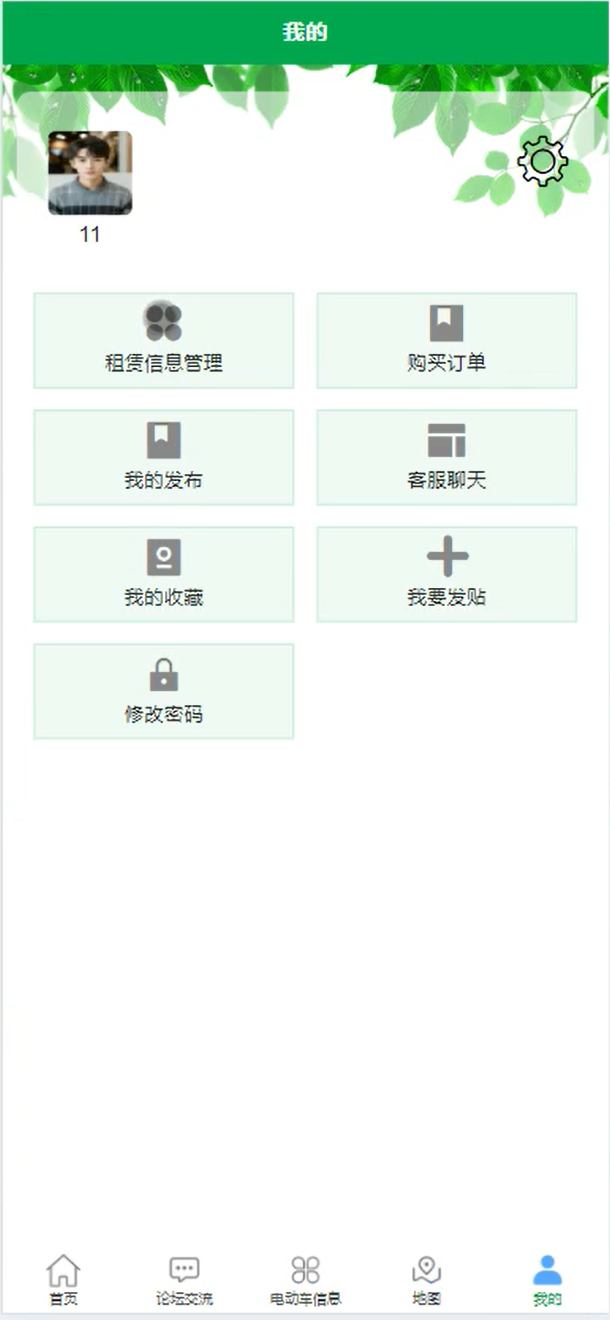 我的
11
租赁信息管理
购买订单
我的发布
客服聊天
我的收藏
我要发贴
修改密码
首页
论坛交流
电动车信息
地图
我的